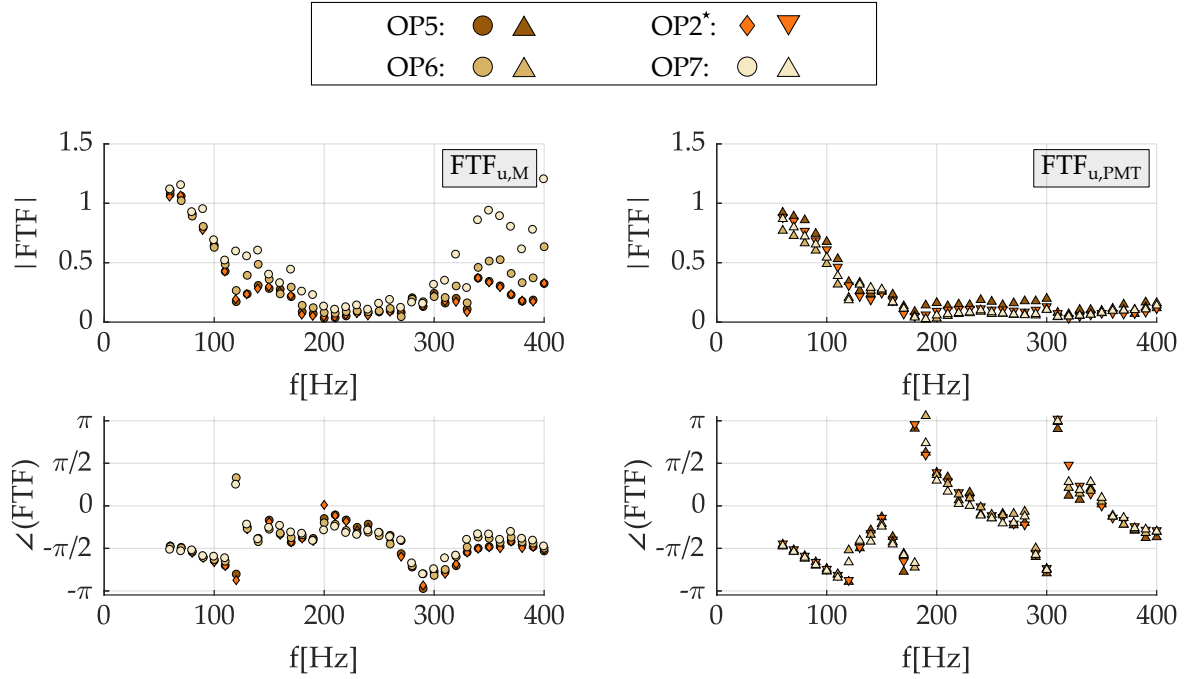 OP5: OP2★:
OP6: OP7:
1.5 1.5
FTF_u,M FTF_u,PMT
1 1
|FTF| |FTF|
0.5 0.5
0 0
0 100 200 300 400 0 100 200 300 400
f[Hz] f[Hz]
π π
π/2 π/2
∠(FTF) ∠(FTF)
0 0
-π/2 -π/2
-π -π
0 100 200 300 400 0 100 200 300 400
f[Hz] f[Hz]